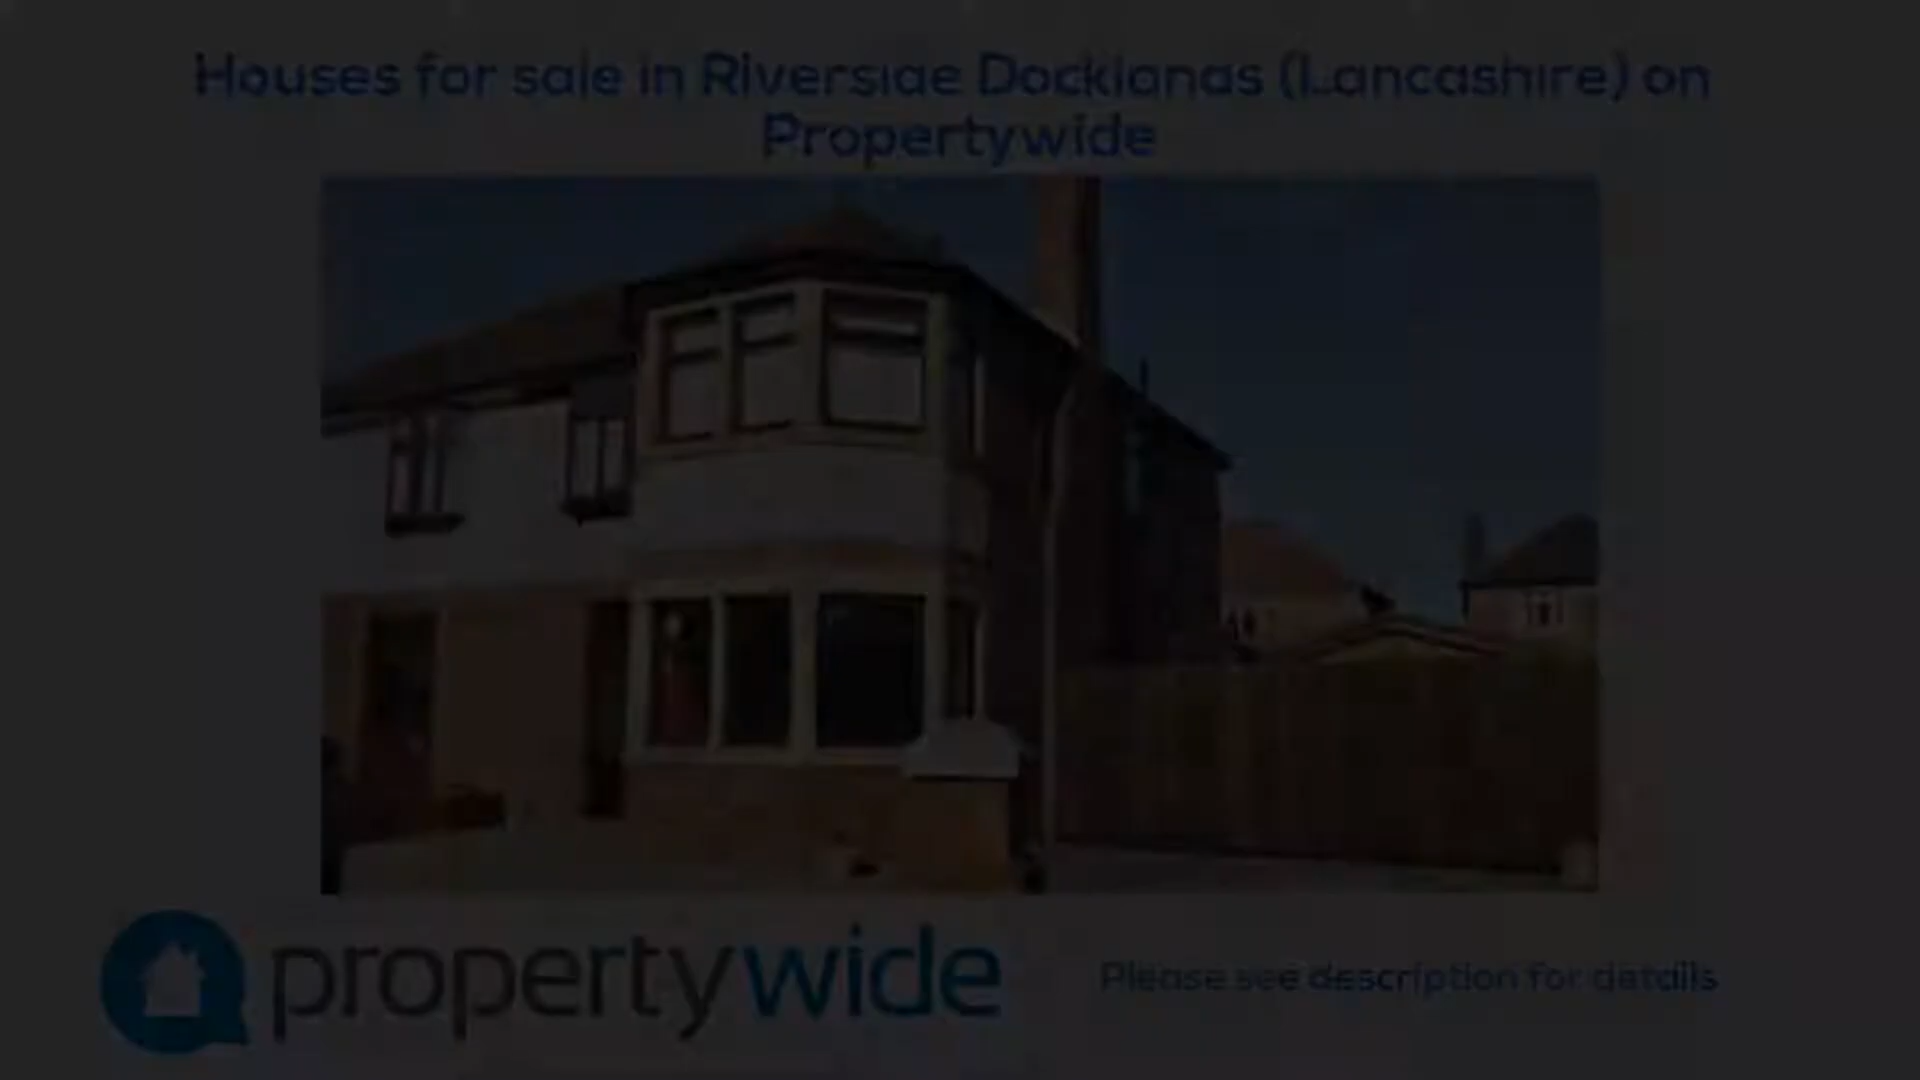 Houses for sale in Riverside Docklands (Lancashire) on
Propertywide
propertywide
Please see description for details